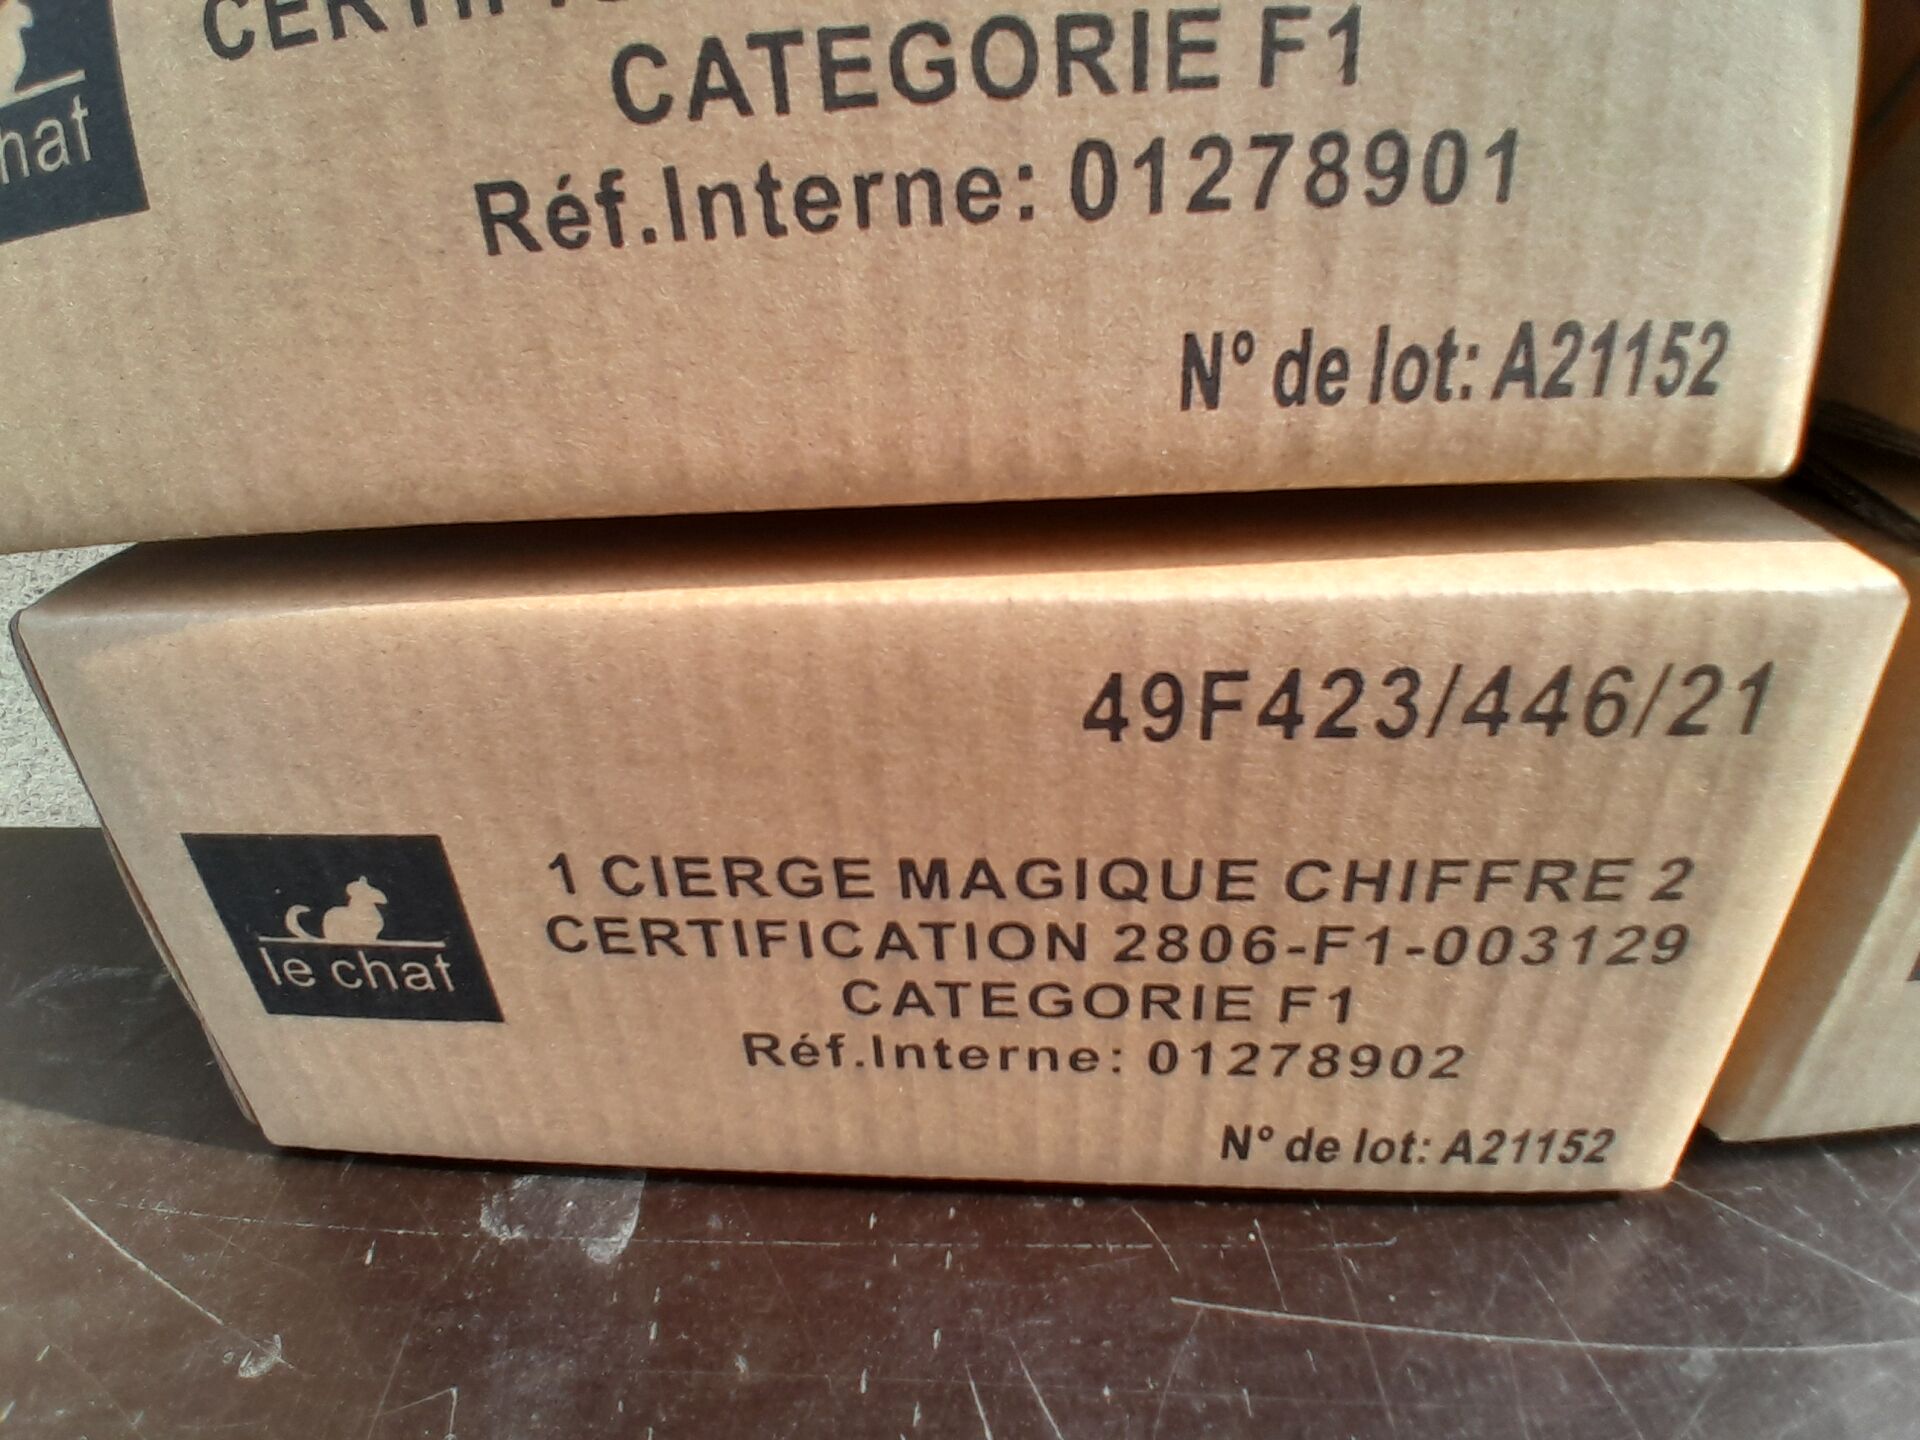 hat
CATEGORIE F1
Réf.Interne: 01278901
N° de lot: A21152
49F423/446/21
le chat
1 CIERGE MAGIQUE CHIFFRE 2
CERTIFICATION 2806-F1-003129
CATEGORIE F1
Réf.Interne: 01278902
N° de lot: A21152